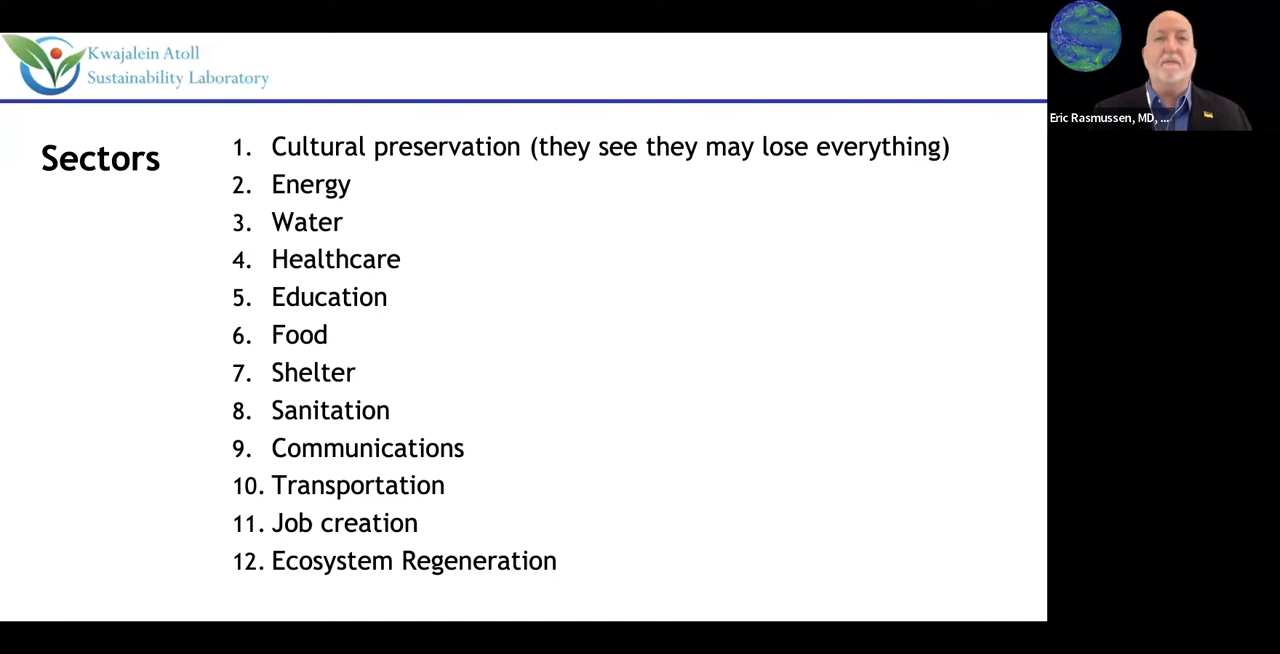 Kwajalein Atoll
Sustainability Laboratory
Sectors
1. Cultural preservation (they see they may lose everything)
2. Energy
3. Water
4. Healthcare
5. Education
6. Food
7. Shelter
8. Sanitation
9. Communications
10. Transportation
11. Job creation
12. Ecosystem Regeneration
Eric Rasmussen, MD, ...